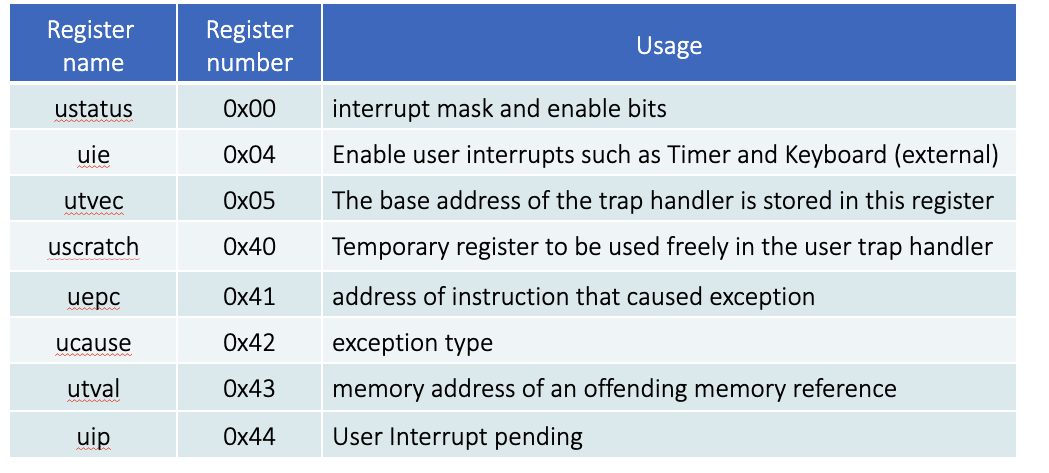 Register name
Register number
Usage
ustatus 0x00 interrupt mask and enable bits
uie 0x04 Enable user interrupts such as Timer and Keyboard (external)
utvec 0x05 The base address of the trap handler is stored in this register
uscratch 0x40 Temporary register to be used freely in the user trap handler
uepc 0x41 address of instruction that caused exception
ucause 0x42 exception type
utval 0x43 memory address of an offending memory reference
uip 0x44 User Interrupt pending